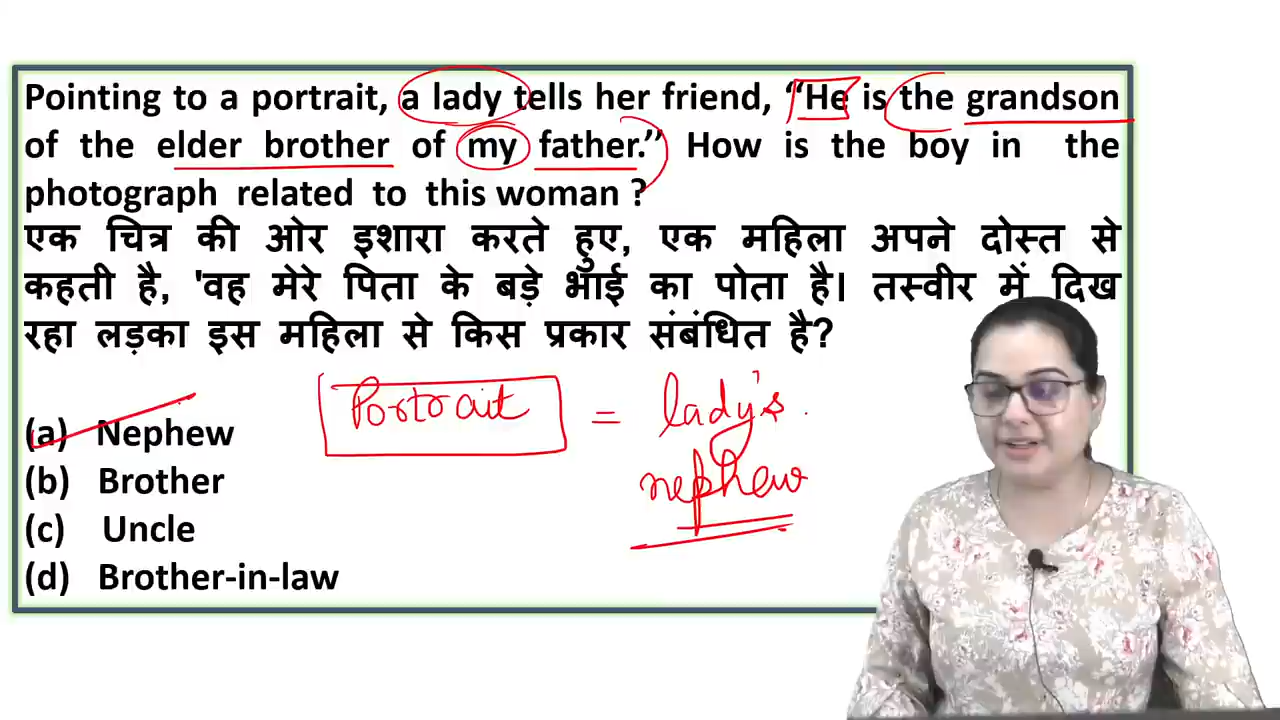 Pointing to a portrait, a lady tells her friend, “He is the grandson
of the elder brother of my father.” How is the boy in the
photograph related to this woman ?
एक चित्र की ओर इशारा करते हुए, एक महिला अपने दोस्त से
कहती है, 'वह मेरे पिता के बड़े भाई का पोता है। तस्वीर में दिख
रहा लड़का इस महिला से किस प्रकार संबंधित है?
Portrait = lady's
nephew
(a) Nephew
(b) Brother
(c) Uncle
(d) Brother-in-law